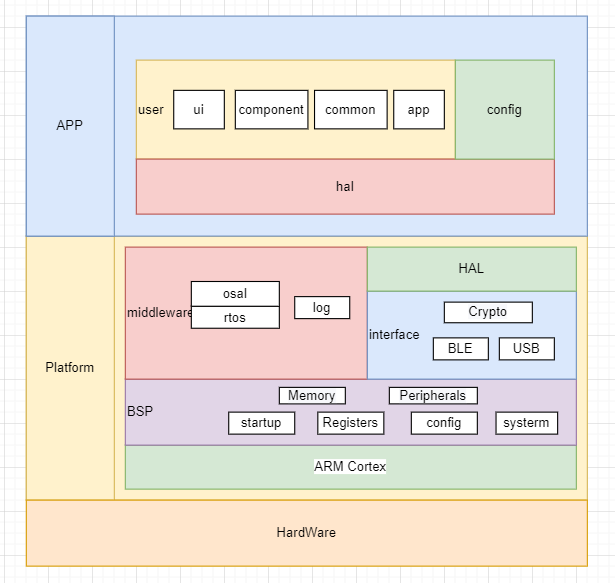 APP
user
ui
component
common
app
config
hal
Platform
middleware
osal
rtos
log
HAL
interface
Crypto
BLE
USB
BSP
Memory
Peripherals
startup
Registers
config
systerm
ARM Cortex
HardWare